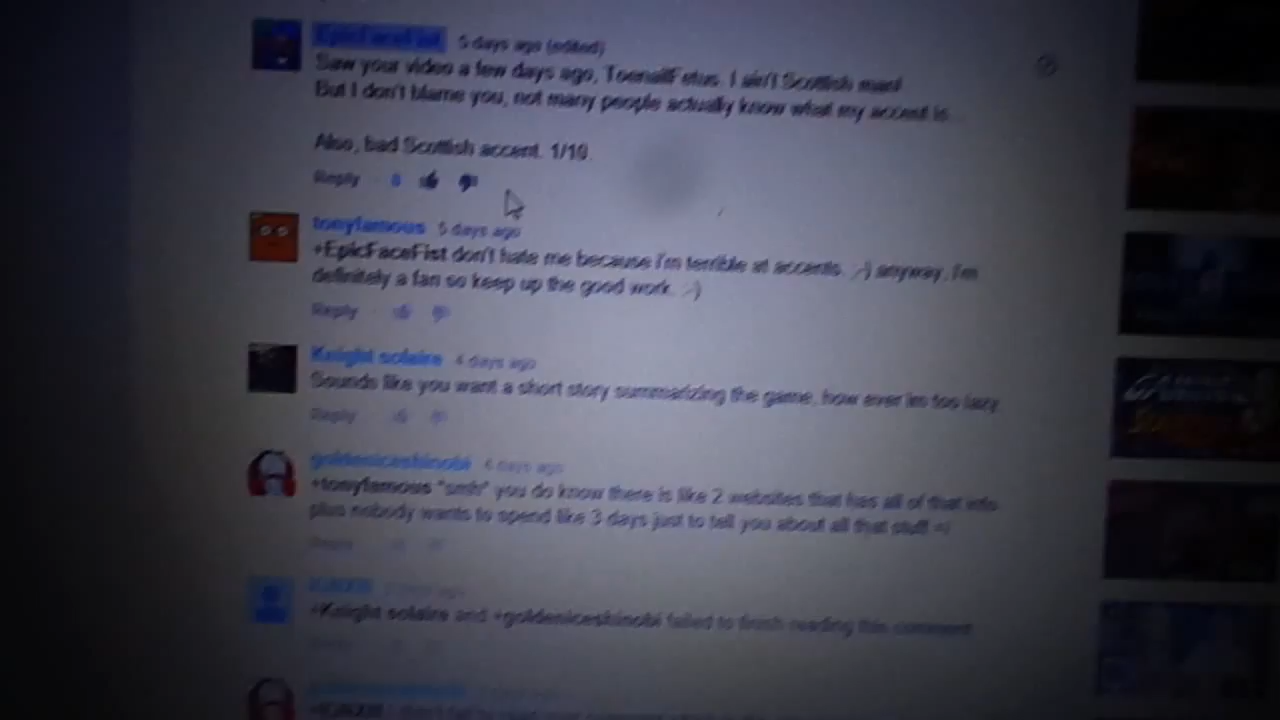 EpicFaceFist 5 days ago (edited)
Saw your video a few days ago, ToenailFetus. I ain't Scottish man!
But I don't blame you, not many people actually know what my accent is...
Also, bad Scottish accent. 1/10.
Reply 8
tonyfamous 5 days ago
+EpicFaceFist don't hate me because i'm terrible at accents. ;-) anyway, i'm
definitely a fan so keep up the good work. :-)
Reply
Knight solaire 4 days ago
Sounds like you want a short story summarizing the game, how ever im too lazy
Reply
goldeniceshinobi 4 days ago
+tonyfamous "smh" you do know there is like 2 websites that has all of that info
plus nobody wants to spend like 3 days just to tell you about all that stuff =/
Reply
+Knight solaire and +goldeniceshinobi failed to finish reading this comment